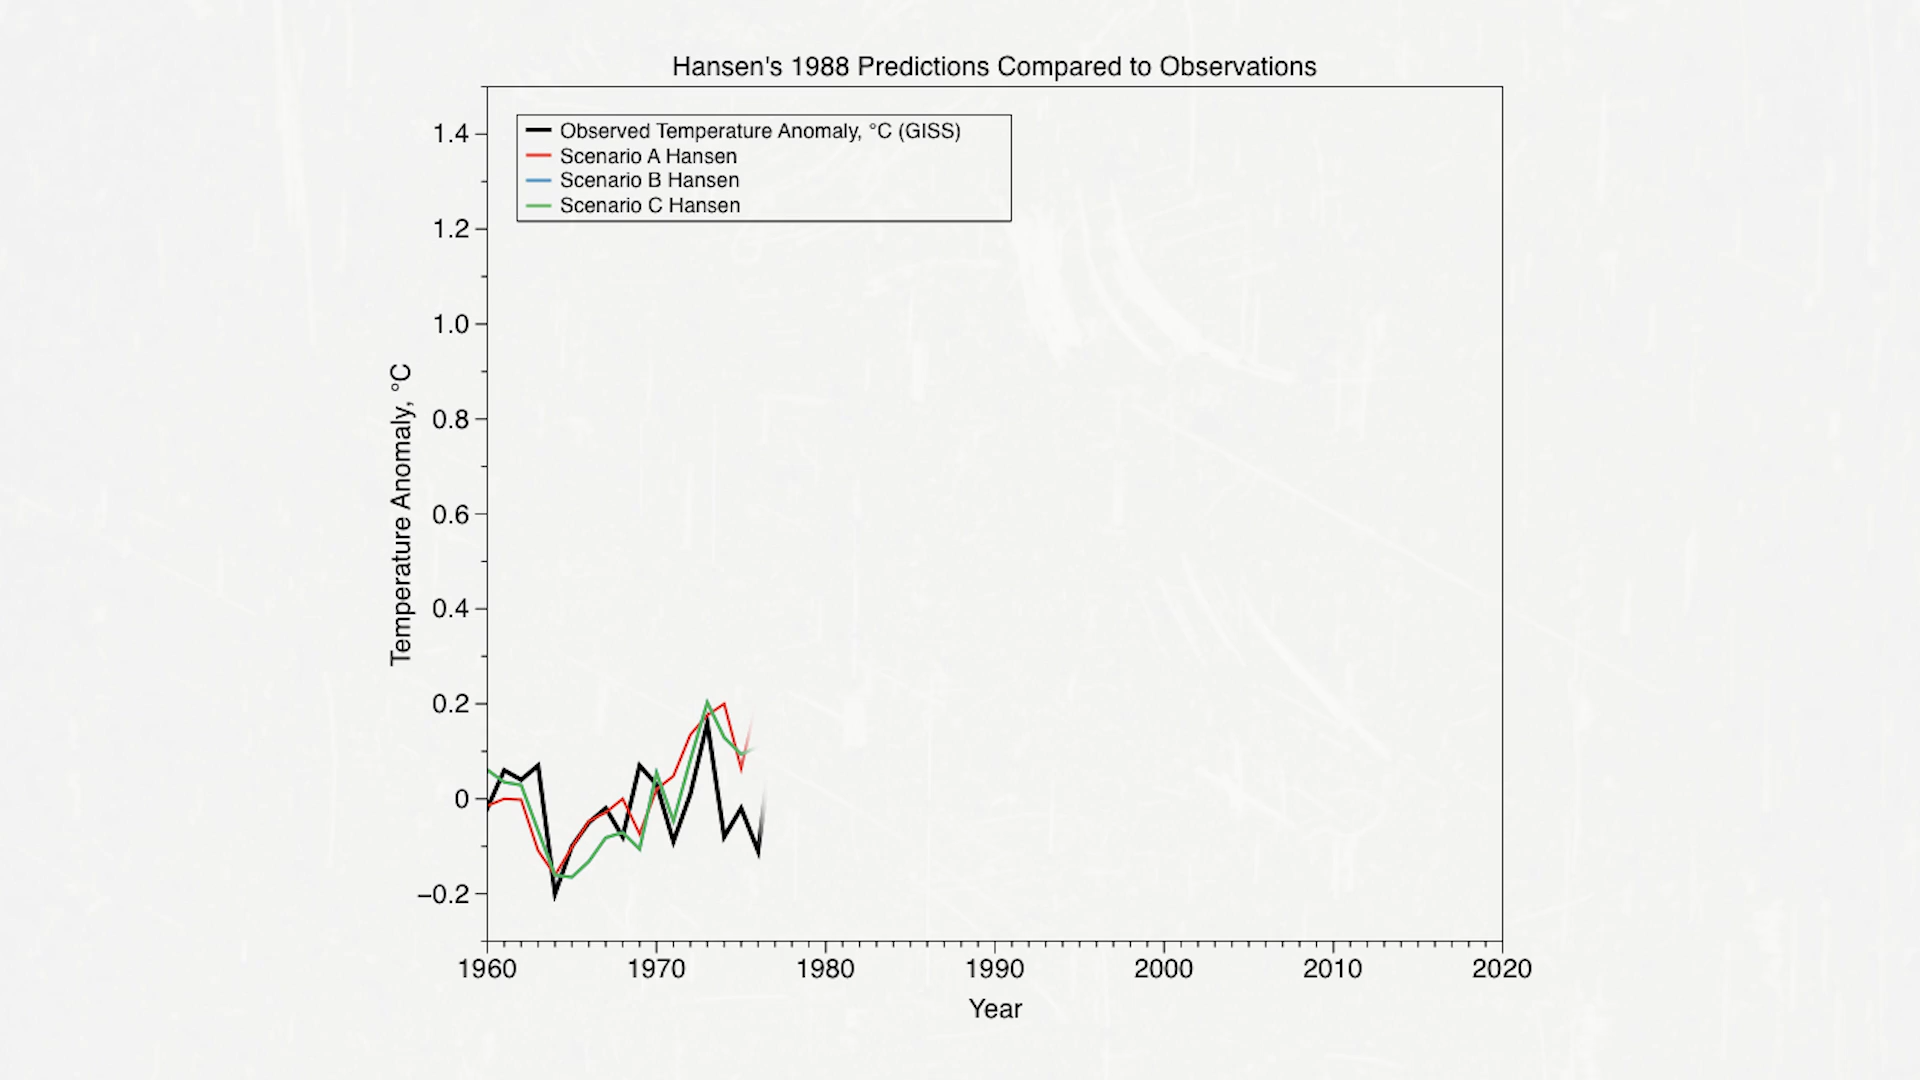 Hansen's 1988 Predictions Compared to Observations
Observed Temperature Anomaly, °C (GISS)
Scenario A Hansen
Scenario B Hansen
Scenario C Hansen
1.4
1.2
1.0
0.8
0.6
0.4
0.2
0
−0.2
Temperature Anomaly, °C
1960 1970 1980 1990 2000 2010 2020
Year